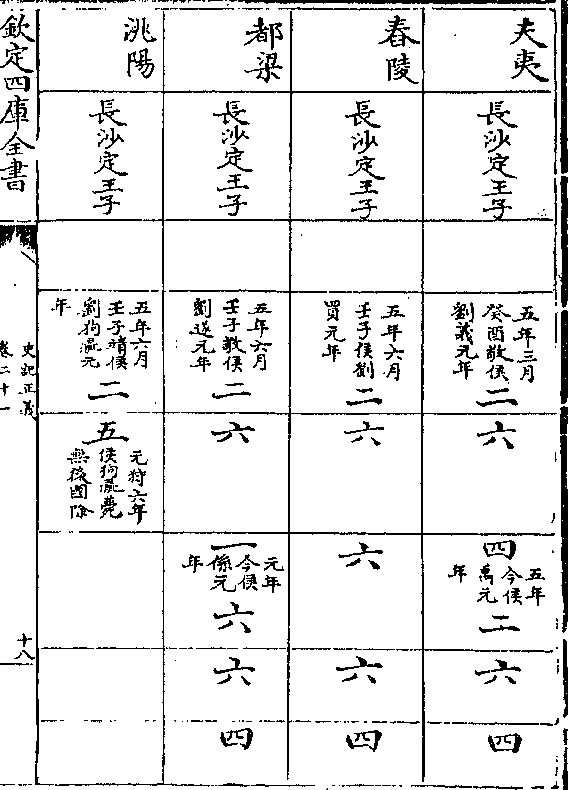 夫夷
長沙定王子
五年三月
癸酉敬侯
劉義元年
二
六
四
五年
今侯
萬元
年
二
六
四
舂陵
長沙定王子
五年六月
壬子侯劉
買元年
二
六
六
六
四
都梁
長沙定王子
五年六月
壬子敬侯
劉遂元年
二
六
元年
今侯
係元
年
六
六
四
洮陽
長沙定王子
五年六月
壬子靖侯
劉狗彘元
年
二
五
元狩六年
侯狗彘薨
無後國除
欽定四庫全書
史記正義
卷二十一
十八